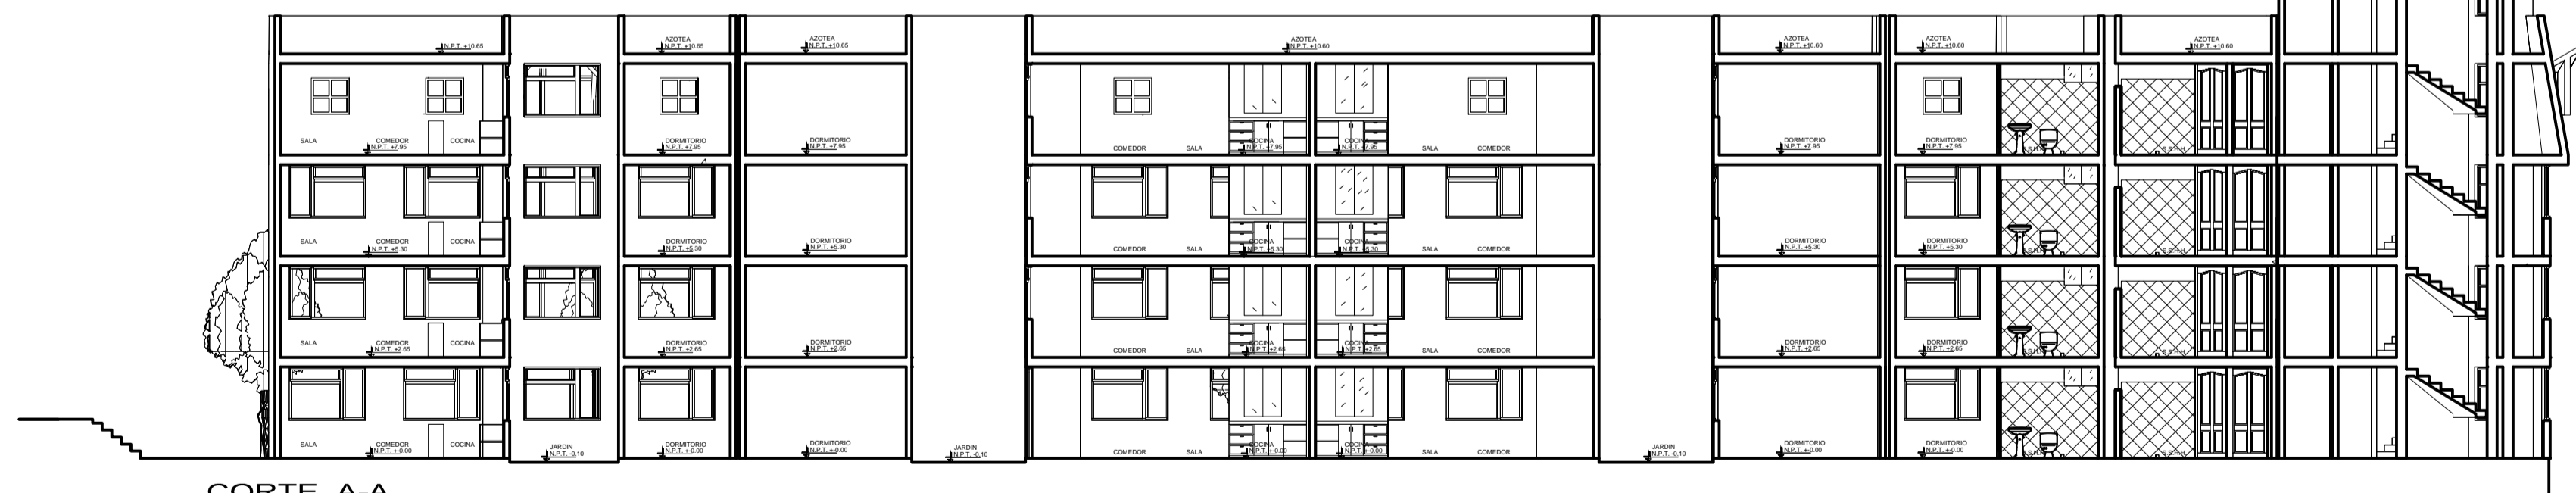 N.P.T. +10.65
AZOTEA
N.P.T. +10.65
AZOTEA
N.P.T. +10.65
AZOTEA
N.P.T. +10.60
AZOTEA
N.P.T. +10.60
AZOTEA
N.P.T. +10.60
AZOTEA
N.P.T. +10.60
SALA
COMEDOR
N.P.T. +7.95
COCINA
DORMITORIO
N.P.T. +7.95
DORMITORIO
N.P.T. +7.95
COMEDOR
SALA
COCINA
N.P.T. +7.95
COCINA
N.P.T. +7.95
SALA
COMEDOR
DORMITORIO
N.P.T. +7.95
DORMITORIO
N.P.T. +7.95
S.S.H.H.
S.S.H.H.
SALA
COMEDOR
N.P.T. +5.30
COCINA
DORMITORIO
N.P.T. +5.30
DORMITORIO
N.P.T. +5.30
COMEDOR
SALA
COCINA
N.P.T. +5.30
COCINA
N.P.T. +5.30
SALA
COMEDOR
DORMITORIO
N.P.T. +5.30
DORMITORIO
N.P.T. +5.30
S.S.H.H.
S.S.H.H.
SALA
COMEDOR
N.P.T. +2.65
COCINA
DORMITORIO
N.P.T. +2.65
DORMITORIO
N.P.T. +2.65
COMEDOR
SALA
COCINA
N.P.T. +2.65
COCINA
N.P.T. +2.65
SALA
COMEDOR
DORMITORIO
N.P.T. +2.65
DORMITORIO
N.P.T. +2.65
S.S.H.H.
S.S.H.H.
SALA
COMEDOR
N.P.T. +-0.00
COCINA
JARDIN
N.P.T. -0.10
DORMITORIO
N.P.T. +-0.00
DORMITORIO
N.P.T. +-0.00
JARDIN
N.P.T. -0.10
COMEDOR
SALA
COCINA
N.P.T. +-0.00
COCINA
N.P.T. +-0.00
SALA
COMEDOR
JARDIN
N.P.T. -0.10
DORMITORIO
N.P.T. +-0.00
DORMITORIO
N.P.T. +-0.00
S.S.H.H.
S.S.H.H.
CORTE A-A